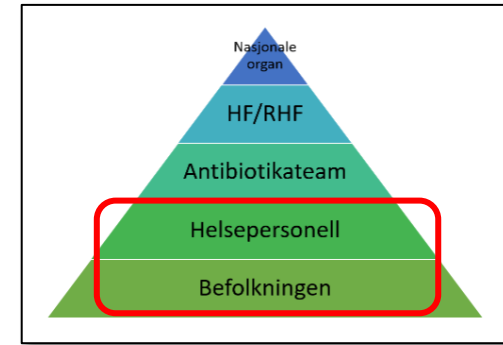 Nasjonale
organ
HF/RHF
Antibiotikateam
Helsepersonell
Befolkningen